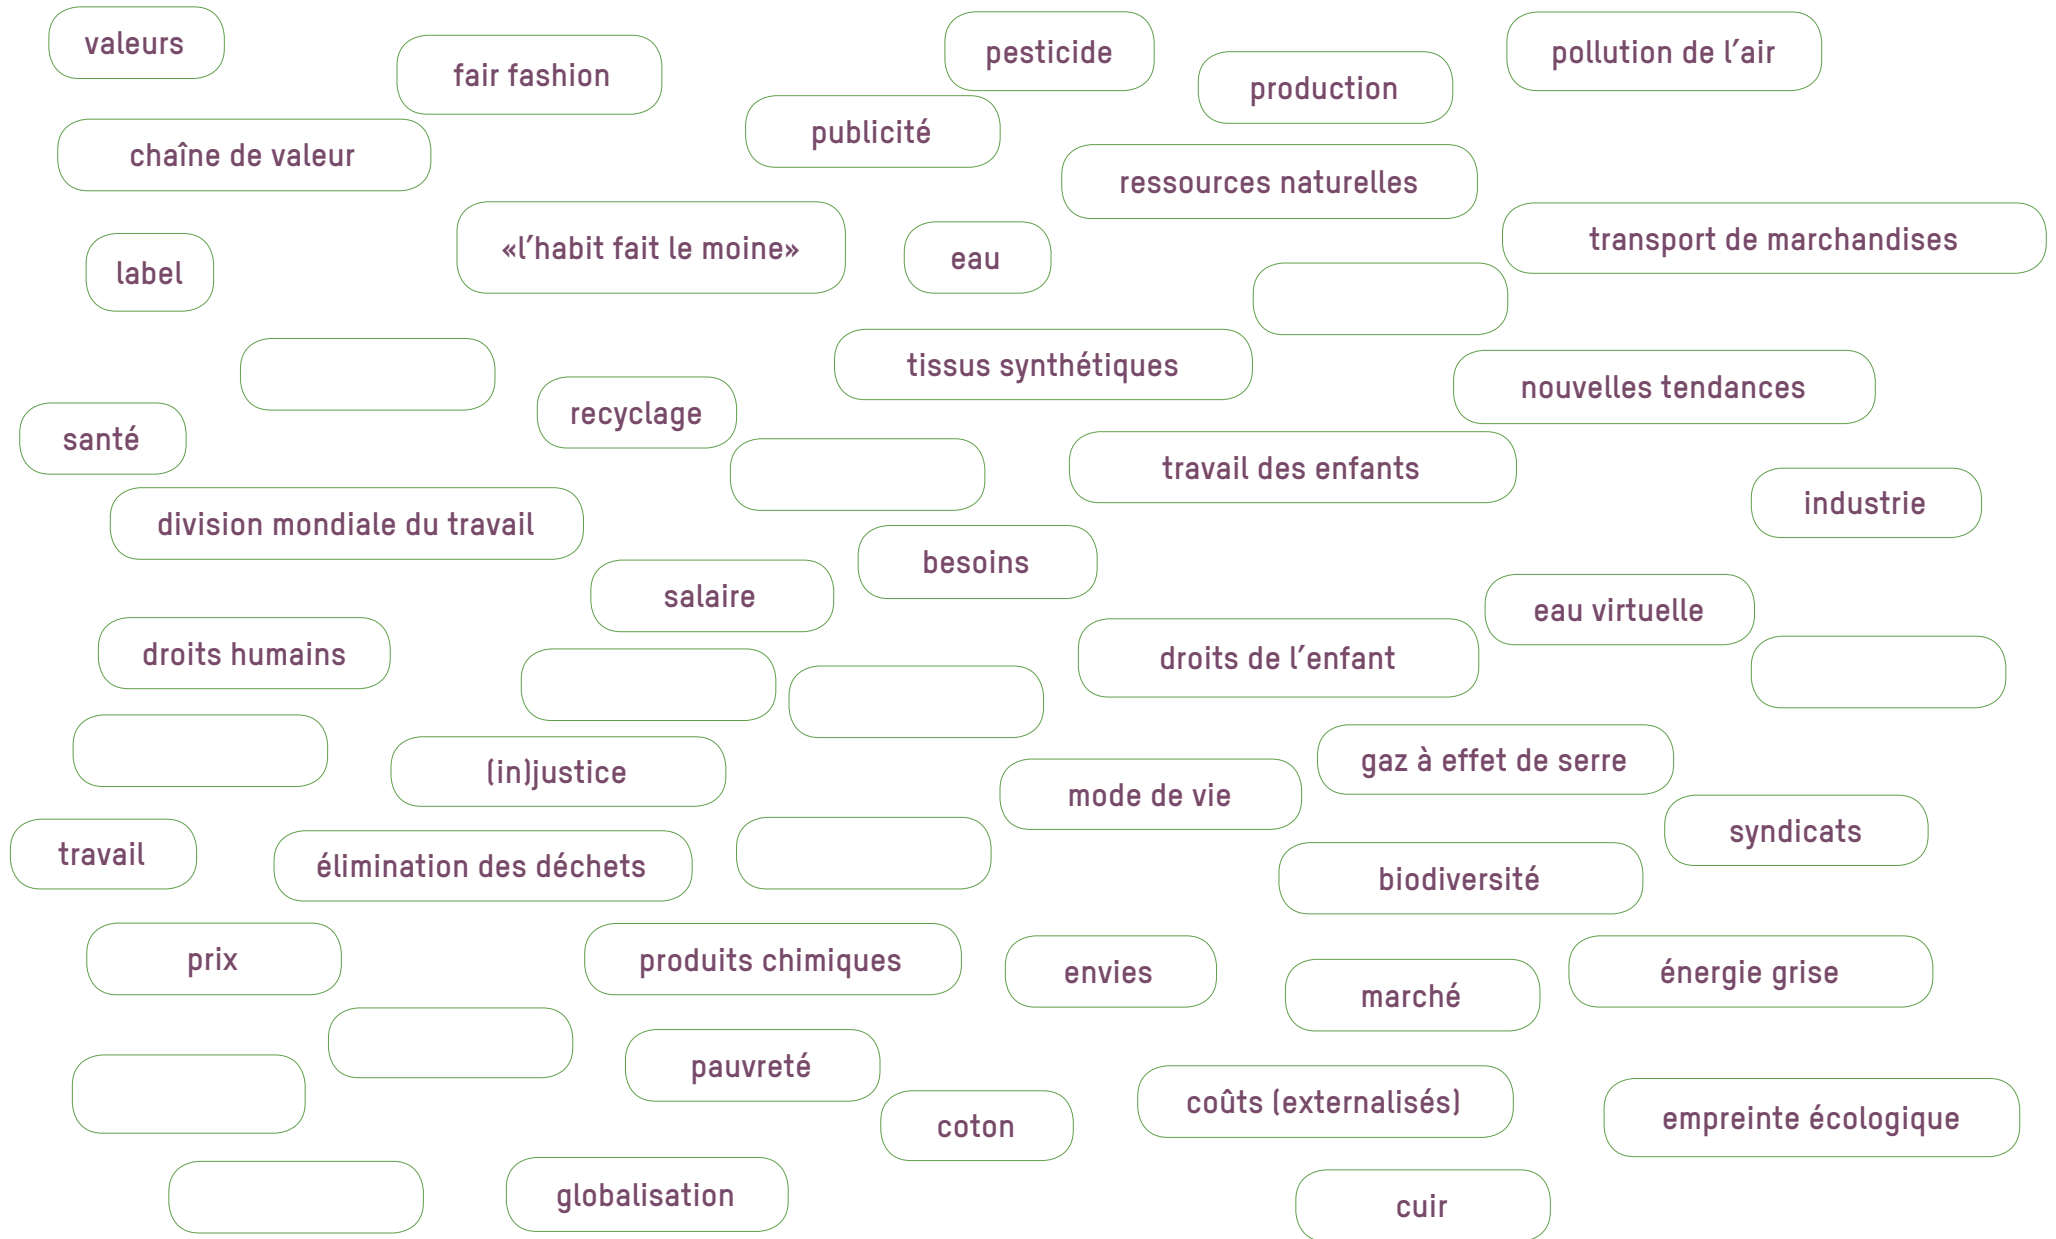 valeurs
fair fashion
pesticide
production
pollution de l'air
publicité
chaîne de valeur
ressources naturelles
«l'habit fait le moine»
eau
transport de marchandises
label
tissus synthétiques
nouvelles tendances
recyclage
santé
travail des enfants
industrie
division mondiale du travail
besoins
salaire
eau virtuelle
droits humains
droits de l'enfant
gaz à effet de serre
(in)justice
mode de vie
syndicats
travail
élimination des déchets
biodiversité
prix
produits chimiques
envies
énergie grise
marché
pauvreté
coûts (externalisés)
coton
empreinte écologique
globalisation
cuir